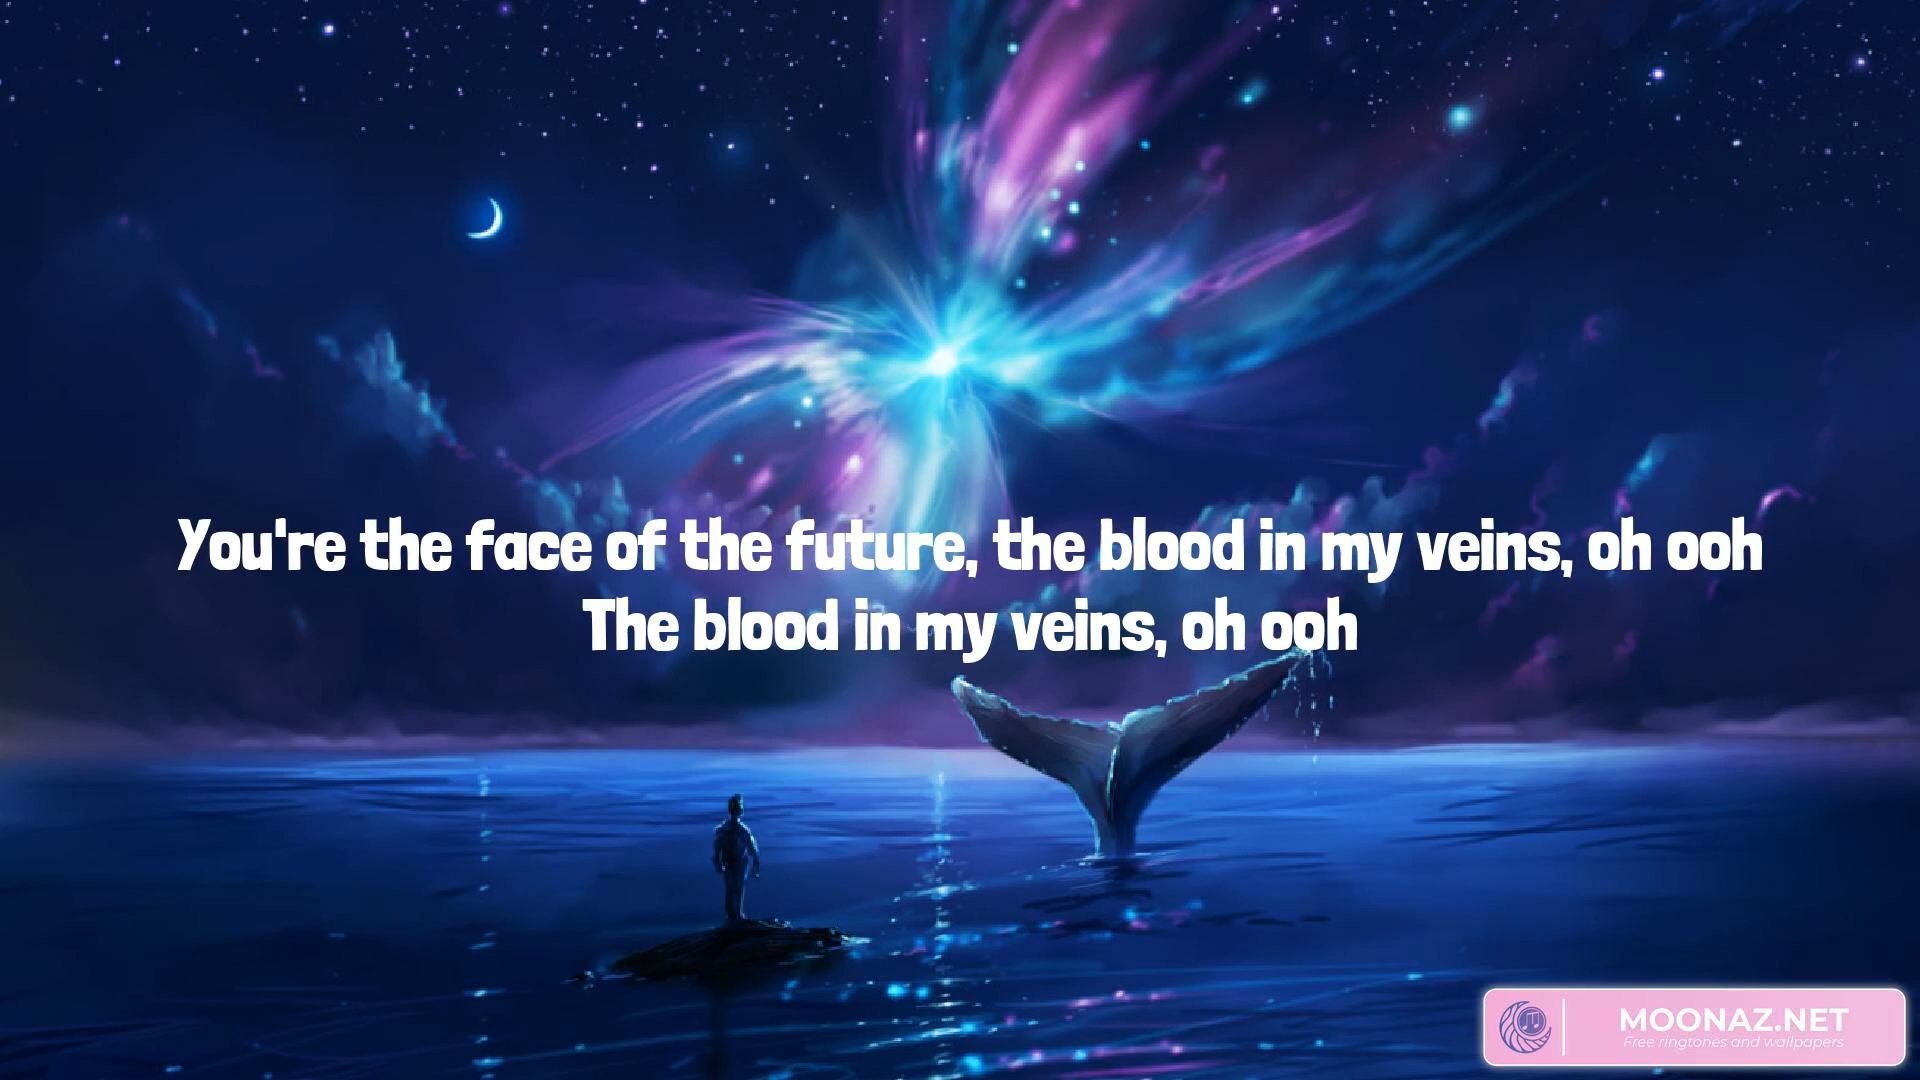 You're the face of the future, the blood in my veins, oh ooh
The blood in my veins, oh ooh
MOONAZ.NET
Free ringtones and wallpapers